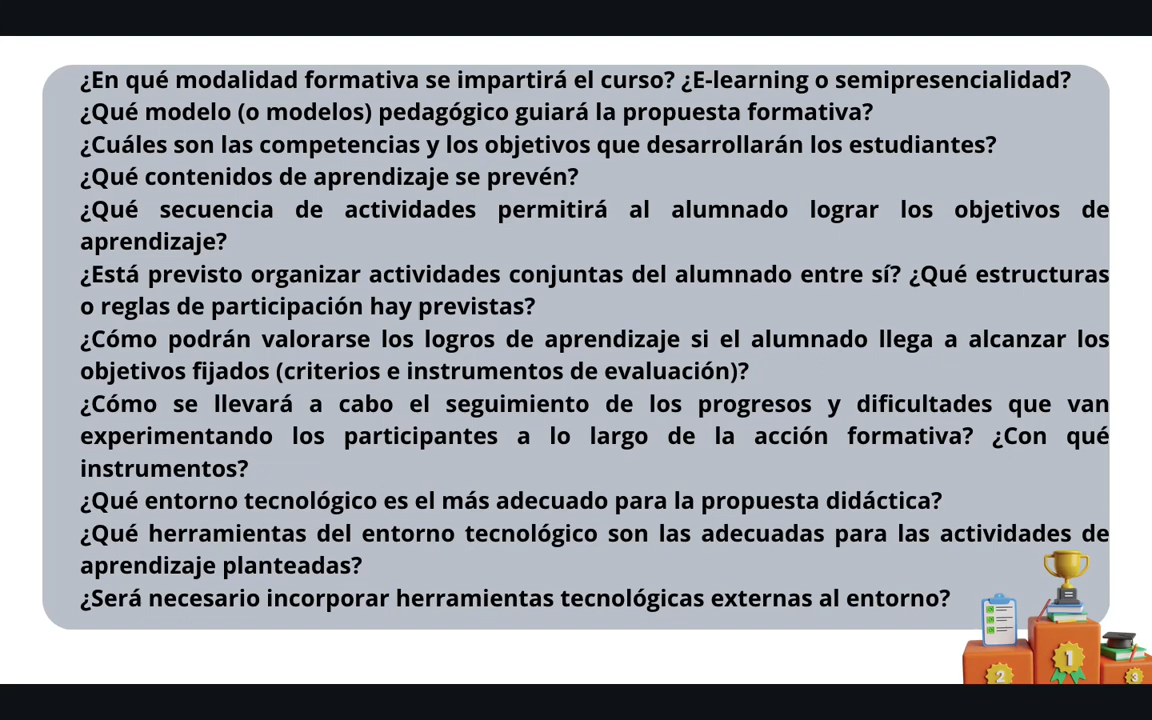 ¿En qué modalidad formativa se impartirá el curso? ¿E-learning o semipresencialidad?
¿Qué modelo (o modelos) pedagógico guiará la propuesta formativa?
¿Cuáles son las competencias y los objetivos que desarrollarán los estudiantes?
¿Qué contenidos de aprendizaje se prevén?
¿Qué secuencia de actividades permitirá al alumnado lograr los objetivos de
aprendizaje?
¿Está previsto organizar actividades conjuntas del alumnado entre sí? ¿Qué estructuras
o reglas de participación hay previstas?
¿Cómo podrán valorarse los logros de aprendizaje si el alumnado llega a alcanzar los
objetivos fijados (criterios e instrumentos de evaluación)?
¿Cómo se llevará a cabo el seguimiento de los progresos y dificultades que van
experimentando los participantes a lo largo de la acción formativa? ¿Con qué
instrumentos?
¿Qué entorno tecnológico es el más adecuado para la propuesta didáctica?
¿Qué herramientas del entorno tecnológico son las adecuadas para las actividades de
aprendizaje planteadas?
¿Será necesario incorporar herramientas tecnológicas externas al entorno?
1
2
3